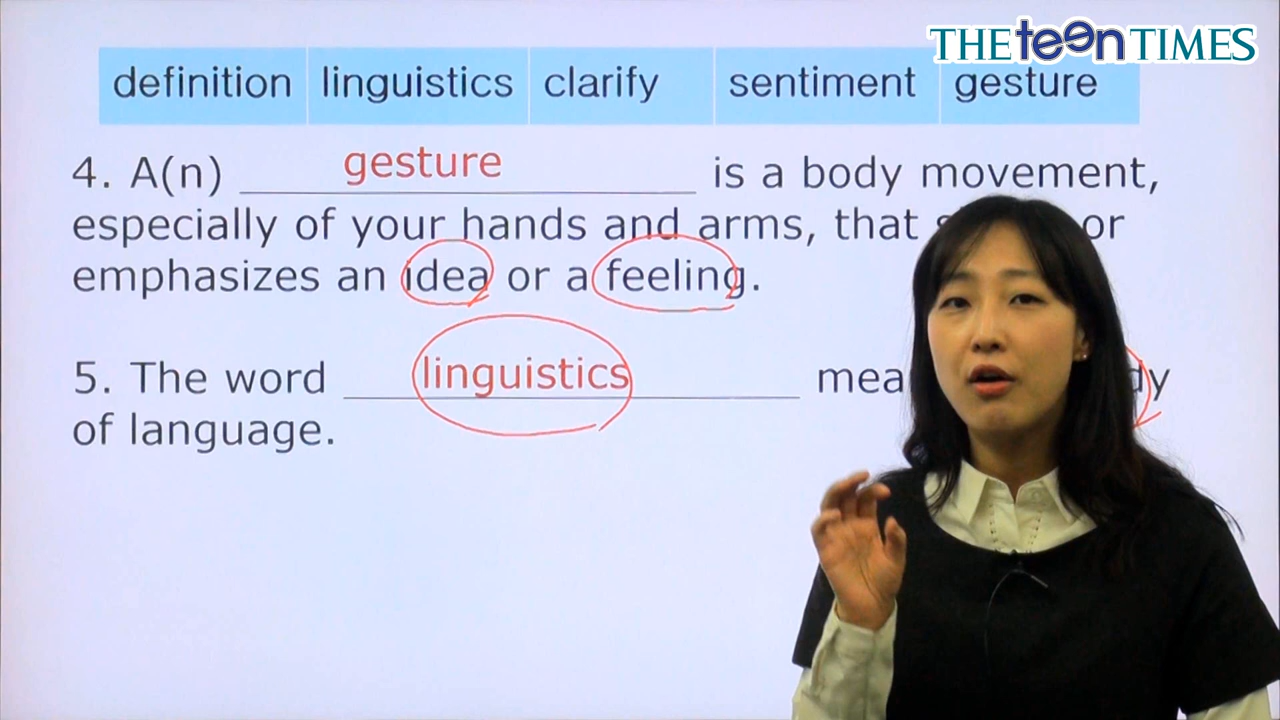 THE teen TIMES
definition linguistics clarify sentiment gesture
4. A(n) gesture is a body movement,
especially of your hands and arms, that or
emphasizes an idea or a feeling.
5. The word linguistics
of language.